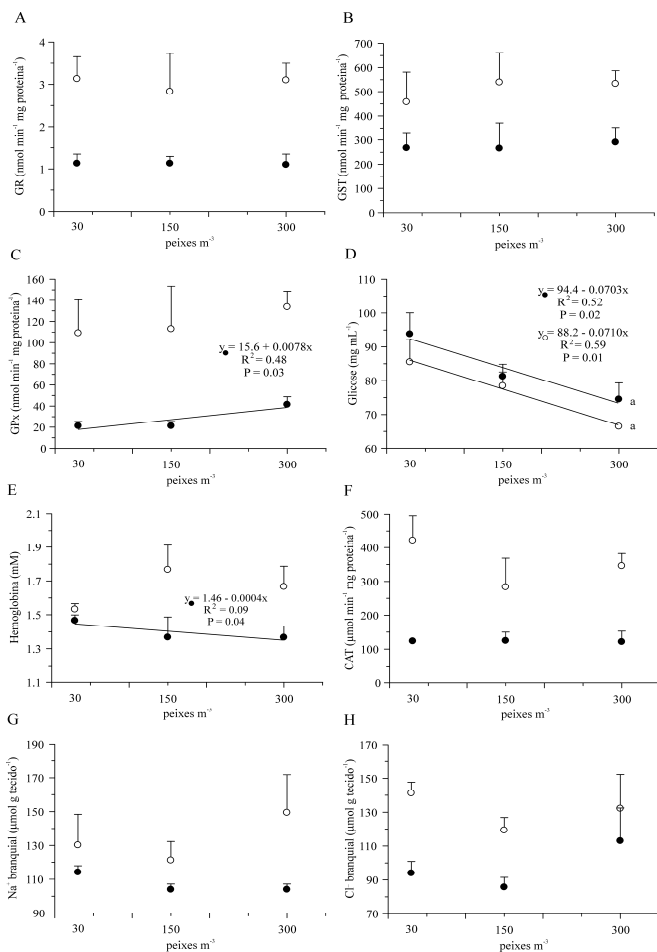 A
GR (nmol min⁻¹ mg proteina⁻¹)
4
3
2
1
0
30 150 300
peixes m⁻³
B
GST (nmol min⁻¹ mg proteina⁻¹)
700
600
500
400
300
200
100
0
30 150 300
peixes m⁻³
C
GPx (nmol min⁻¹ mg proteina⁻¹)
160
140
120
100
80
60
40
20
0
y = 15.6 + 0.0078x
R² = 0.48
P = 0.03
30 150 300
peixes m⁻³
D
Glicose (mg mL⁻¹)
110
100
90
80
70
60
y = 94.4 - 0.0703x
R² = 0.52
P = 0.02
y = 88.2 - 0.0710x
R² = 0.59
P = 0.01
a
a
30 150 300
peixes m⁻³
E
Hemoglobina (mM)
2.1
1.9
1.7
1.5
1.3
1.1
y = 1.46 - 0.0004x
R² = 0.09
P = 0.04
30 150 300
peixes m⁻³
F
CAT (µmol min⁻¹ mg proteina⁻¹)
500
400
300
200
100
0
30 150 300
peixes m⁻³
G
Na⁺ branquial (µmol g tecido⁻¹)
190
170
150
130
110
90
30 150 300
peixes m⁻³
H
Cl⁻ branquial (µmol g tecido⁻¹)
170
150
130
110
90
70
30 150 300
peixes m⁻³